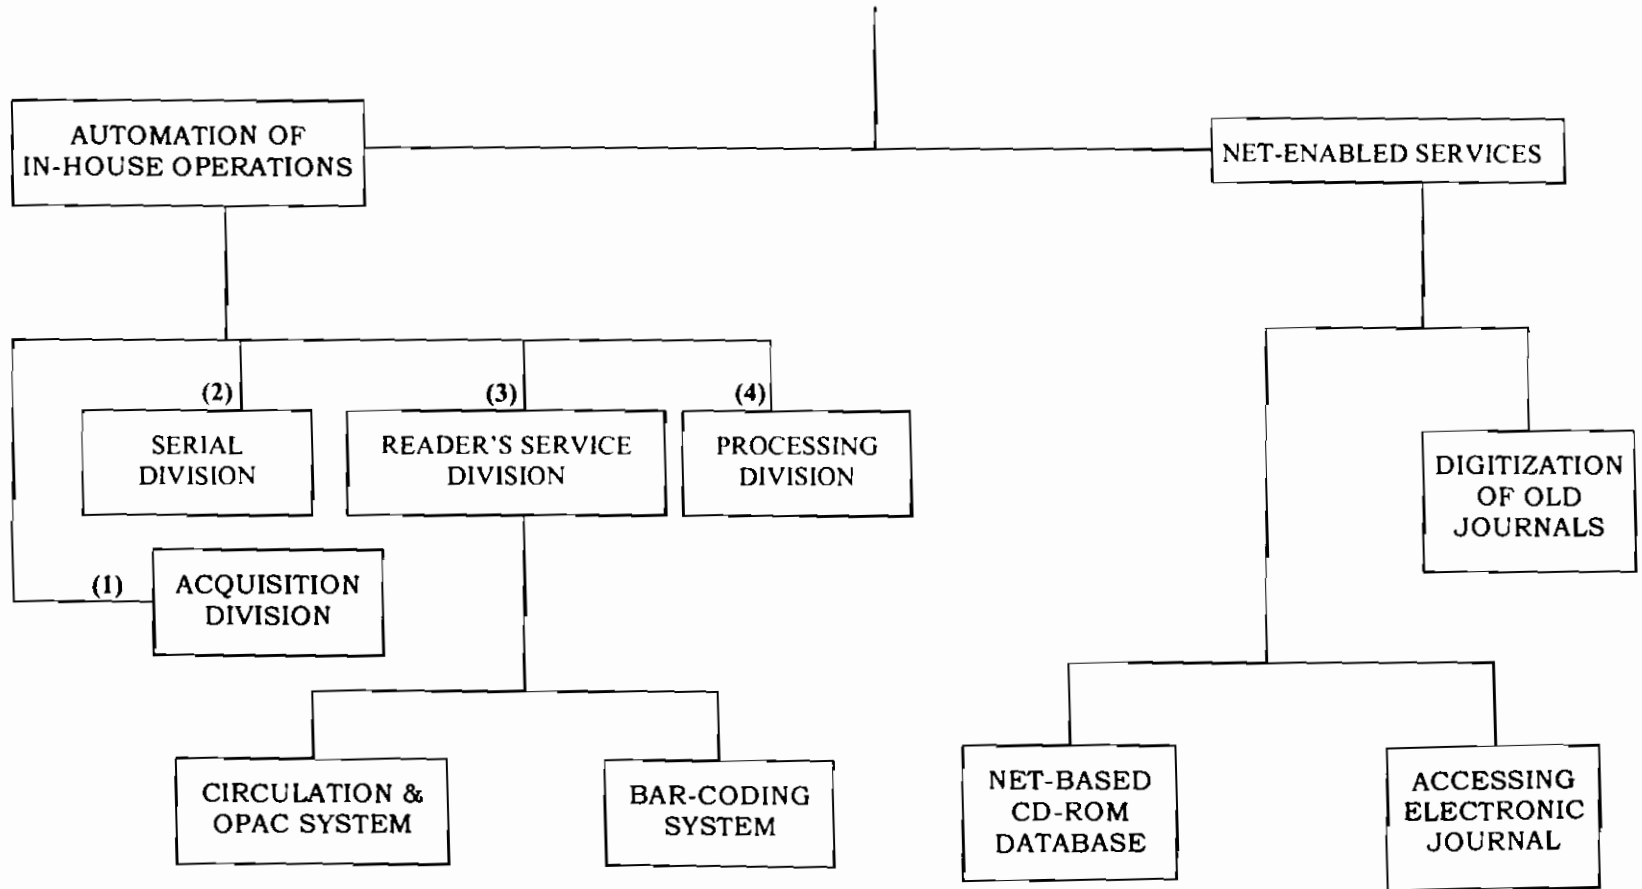 AUTOMATION OF
IN-HOUSE OPERATIONS
NET-ENABLED SERVICES
(2)
SERIAL
DIVISION
(3)
READER'S SERVICE
DIVISION
(4)
PROCESSING
DIVISION
DIGITIZATION
OF OLD
JOURNALS
(1)
ACQUISITION
DIVISION
CIRCULATION &
OPAC SYSTEM
BAR-CODING
SYSTEM
NET-BASED
CD-ROM
DATABASE
ACCESSING
ELECTRONIC
JOURNAL